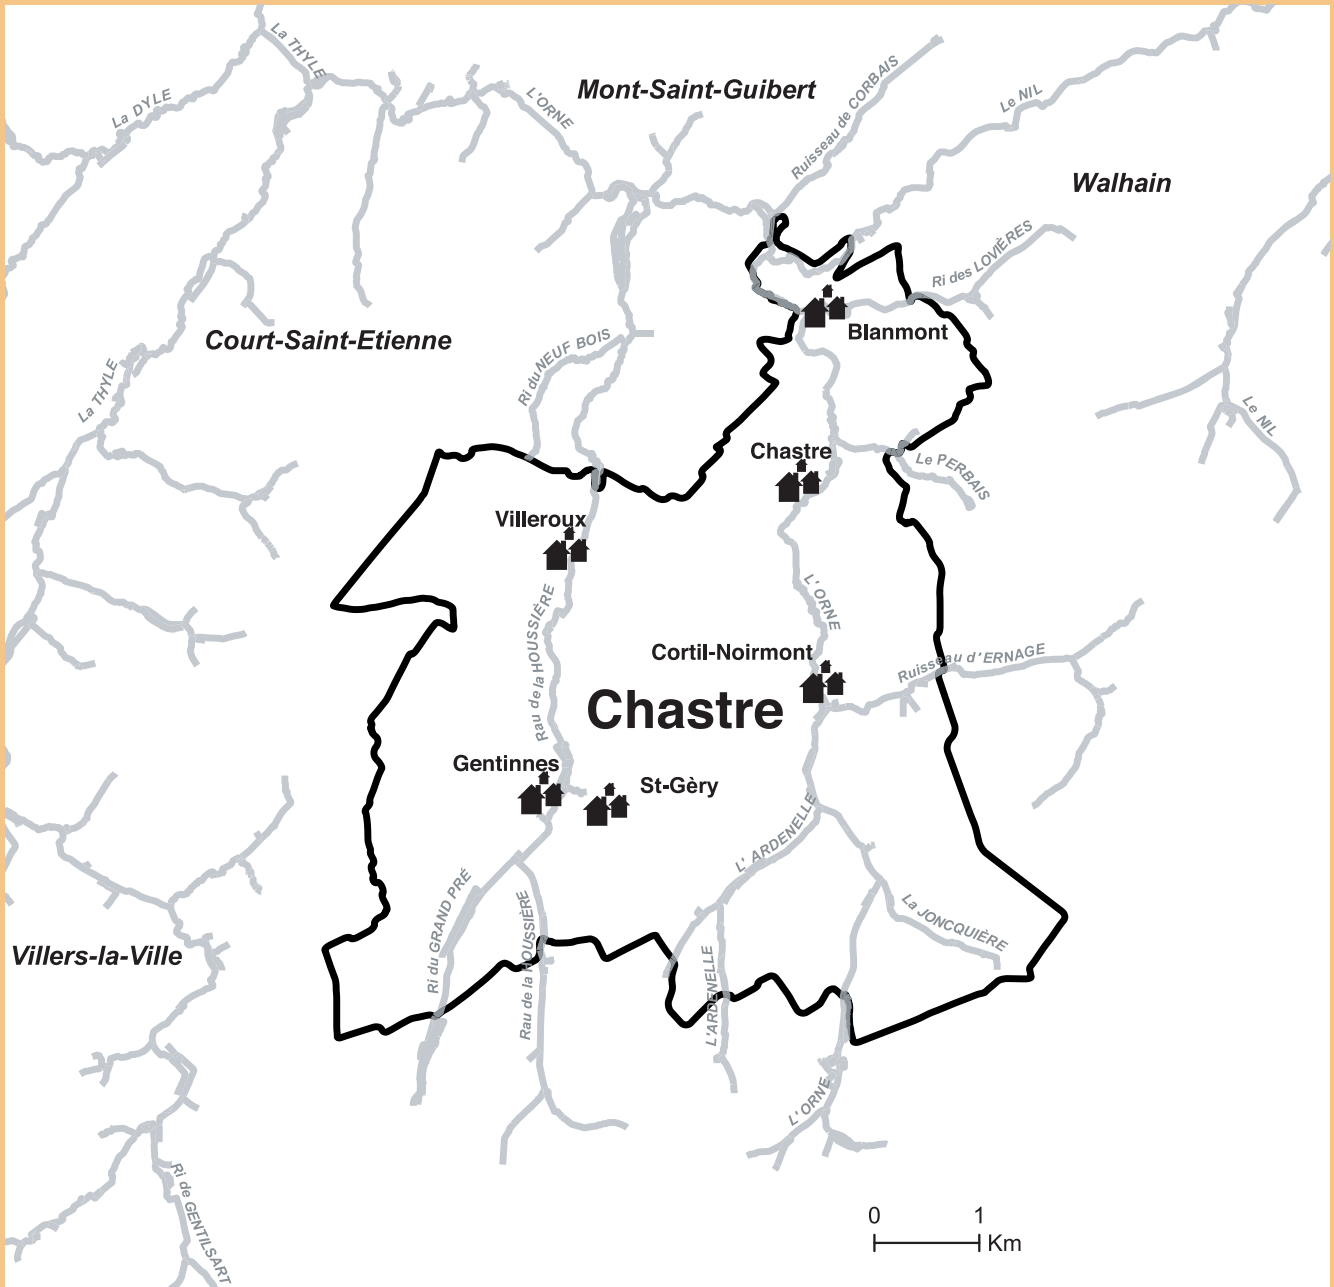 La THYLE
La DYLE
L'ORNE
Mont-Saint-Guibert
Ruisseau de CORBAIS
Le NIL
Walhain
Ri des LOVIÈRES
Court-Saint-Etienne
Ri du NEUF BOIS
Blanmont
La THYLE
Le NIL
Chastre
Le PERBAIS
Villeroux
Rau de la HOUSSIÈRE
L'ORNE
Cortil-Noirmont
Ruisseau d'ERNAGE
Chastre
Gentinnes
St-Gèry
L' ARDENELLE
Ri du GRAND PRÉ
Rau de la HOUSSIÈRE
La JONCQUIÈRE
Villers-la-Ville
L'ARDENELLE
L' ORNE
Ri de GENTILSART
0 1
Km